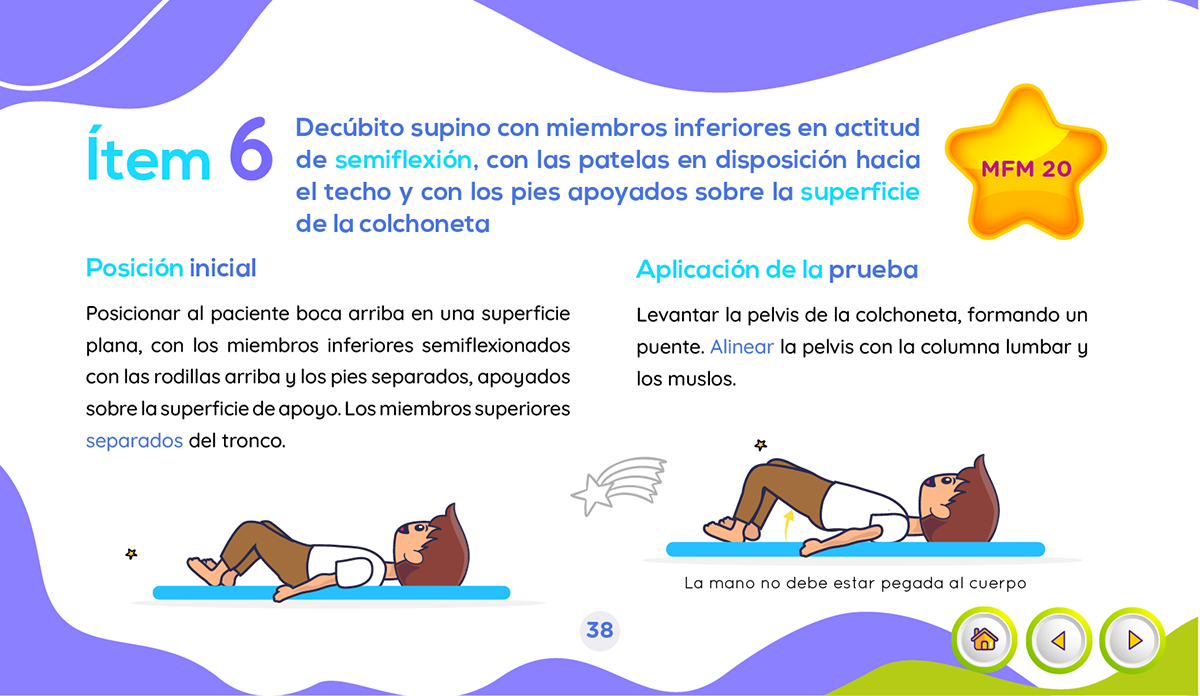 Ítem 6
Decúbito supino con miembros inferiores en actitud
de semiflexión, con las patelas en disposición hacia
el techo y con los pies apoyados sobre la superficie
de la colchoneta
MFM 20
Posición inicial
Posicionar al paciente boca arriba en una superficie
plana, con los miembros inferiores semiflexionados
con las rodillas arriba y los pies separados, apoyados
sobre la superficie de apoyo. Los miembros superiores
separados del tronco.
Aplicación de la prueba
Levantar la pelvis de la colchoneta, formando un
puente. Alinear la pelvis con la columna lumbar y
los muslos.
La mano no debe estar pegada al cuerpo
38